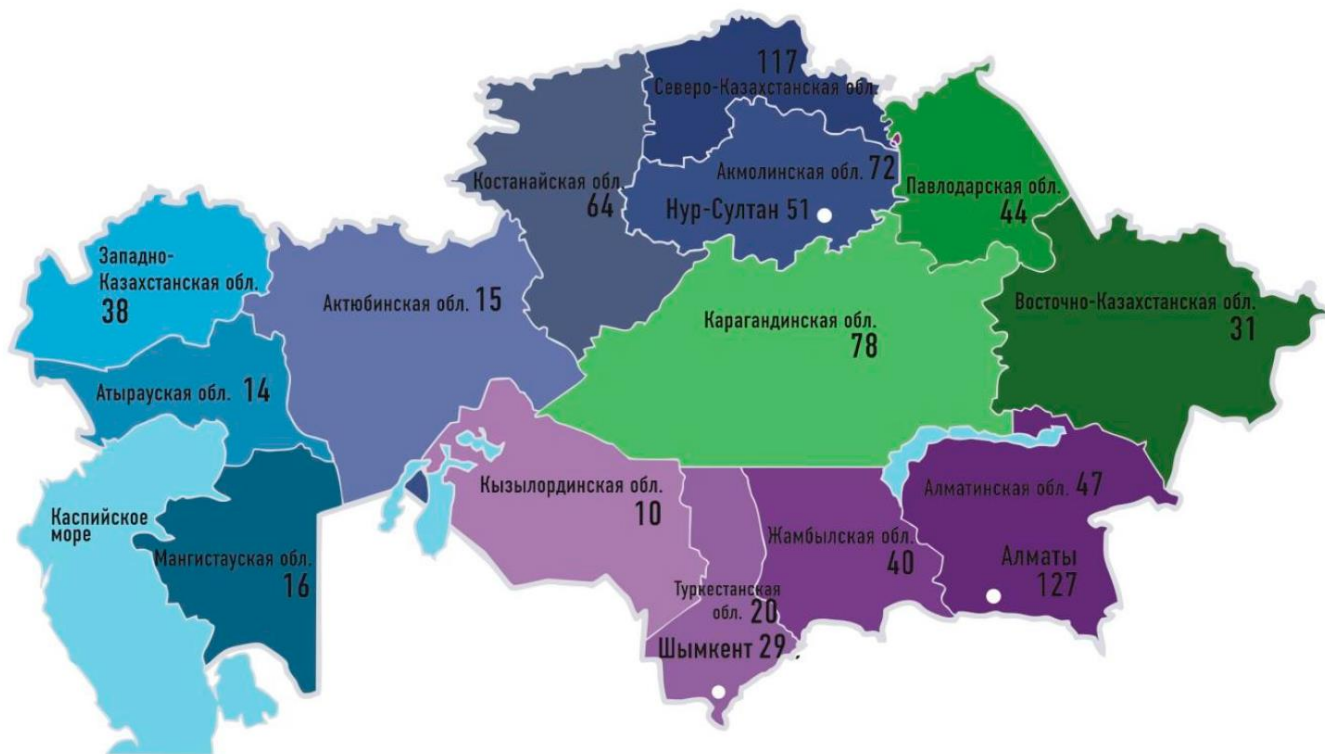 117
Северо-Казахстанская обл.
Акмолинская обл. 72
Костанайская обл.
64
Нур-Султан 51
Павлодарская обл.
44
Западно-
Казахстанская обл.
38
Актюбинская обл. 15
Карагандинская обл.
78
Восточно-Казахстанская обл.
31
Атырауская обл. 14
Каспийское
море
Мангистауская обл.
16
Кызылординская обл.
10
Алматинская обл. 47
Жамбылская обл.
40
Алматы
127
Туркестанская
обл. 20
Шымкент 29,